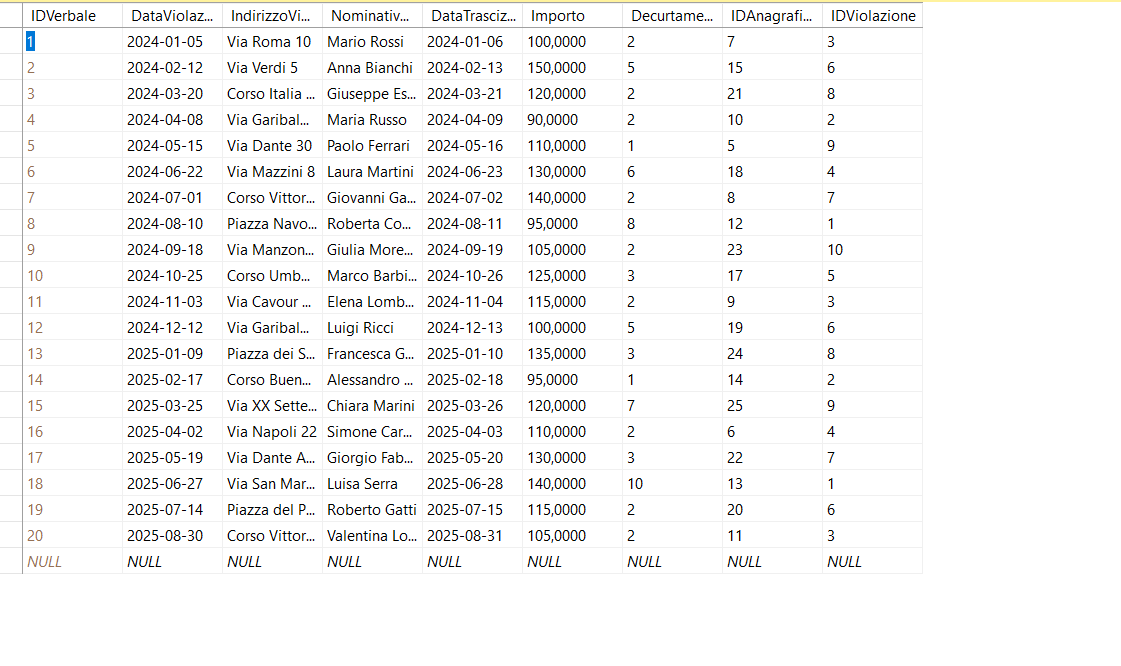 IDVerbale DataViolaz... IndirizzoVi... Nominativ... DataTrasciz... Importo Decurtame... IDAnagrafi... IDViolazione
1 2024-01-05 Via Roma 10 Mario Rossi 2024-01-06 100,0000 2 7 3
2 2024-02-12 Via Verdi 5 Anna Bianchi 2024-02-13 150,0000 5 15 6
3 2024-03-20 Corso Italia ... Giuseppe Es... 2024-03-21 120,0000 2 21 8
4 2024-04-08 Via Garibal... Maria Russo 2024-04-09 90,0000 2 10 2
5 2024-05-15 Via Dante 30 Paolo Ferrari 2024-05-16 110,0000 1 5 9
6 2024-06-22 Via Mazzini 8 Laura Martini 2024-06-23 130,0000 6 18 4
7 2024-07-01 Corso Vittor... Giovanni Ga... 2024-07-02 140,0000 2 8 7
8 2024-08-10 Piazza Navo... Roberta Co... 2024-08-11 95,0000 8 12 1
9 2024-09-18 Via Manzon... Giulia More... 2024-09-19 105,0000 2 23 10
10 2024-10-25 Corso Umb... Marco Barbi... 2024-10-26 125,0000 3 17 5
11 2024-11-03 Via Cavour ... Elena Lomb... 2024-11-04 115,0000 2 9 3
12 2024-12-12 Via Garibal... Luigi Ricci 2024-12-13 100,0000 5 19 6
13 2025-01-09 Piazza dei S... Francesca G... 2025-01-10 135,0000 3 24 8
14 2025-02-17 Corso Buen... Alessandro ... 2025-02-18 95,0000 1 14 2
15 2025-03-25 Via XX Sette... Chiara Marini 2025-03-26 120,0000 7 25 9
16 2025-04-02 Via Napoli 22 Simone Car... 2025-04-03 110,0000 2 6 4
17 2025-05-19 Via Dante A... Giorgio Fab... 2025-05-20 130,0000 3 22 7
18 2025-06-27 Via San Mar... Luisa Serra 2025-06-28 140,0000 10 13 1
19 2025-07-14 Piazza del P... Roberto Gatti 2025-07-15 115,0000 2 20 6
20 2025-08-30 Corso Vittor... Valentina Lo... 2025-08-31 105,0000 2 11 3
NULL NULL NULL NULL NULL NULL NULL NULL NULL